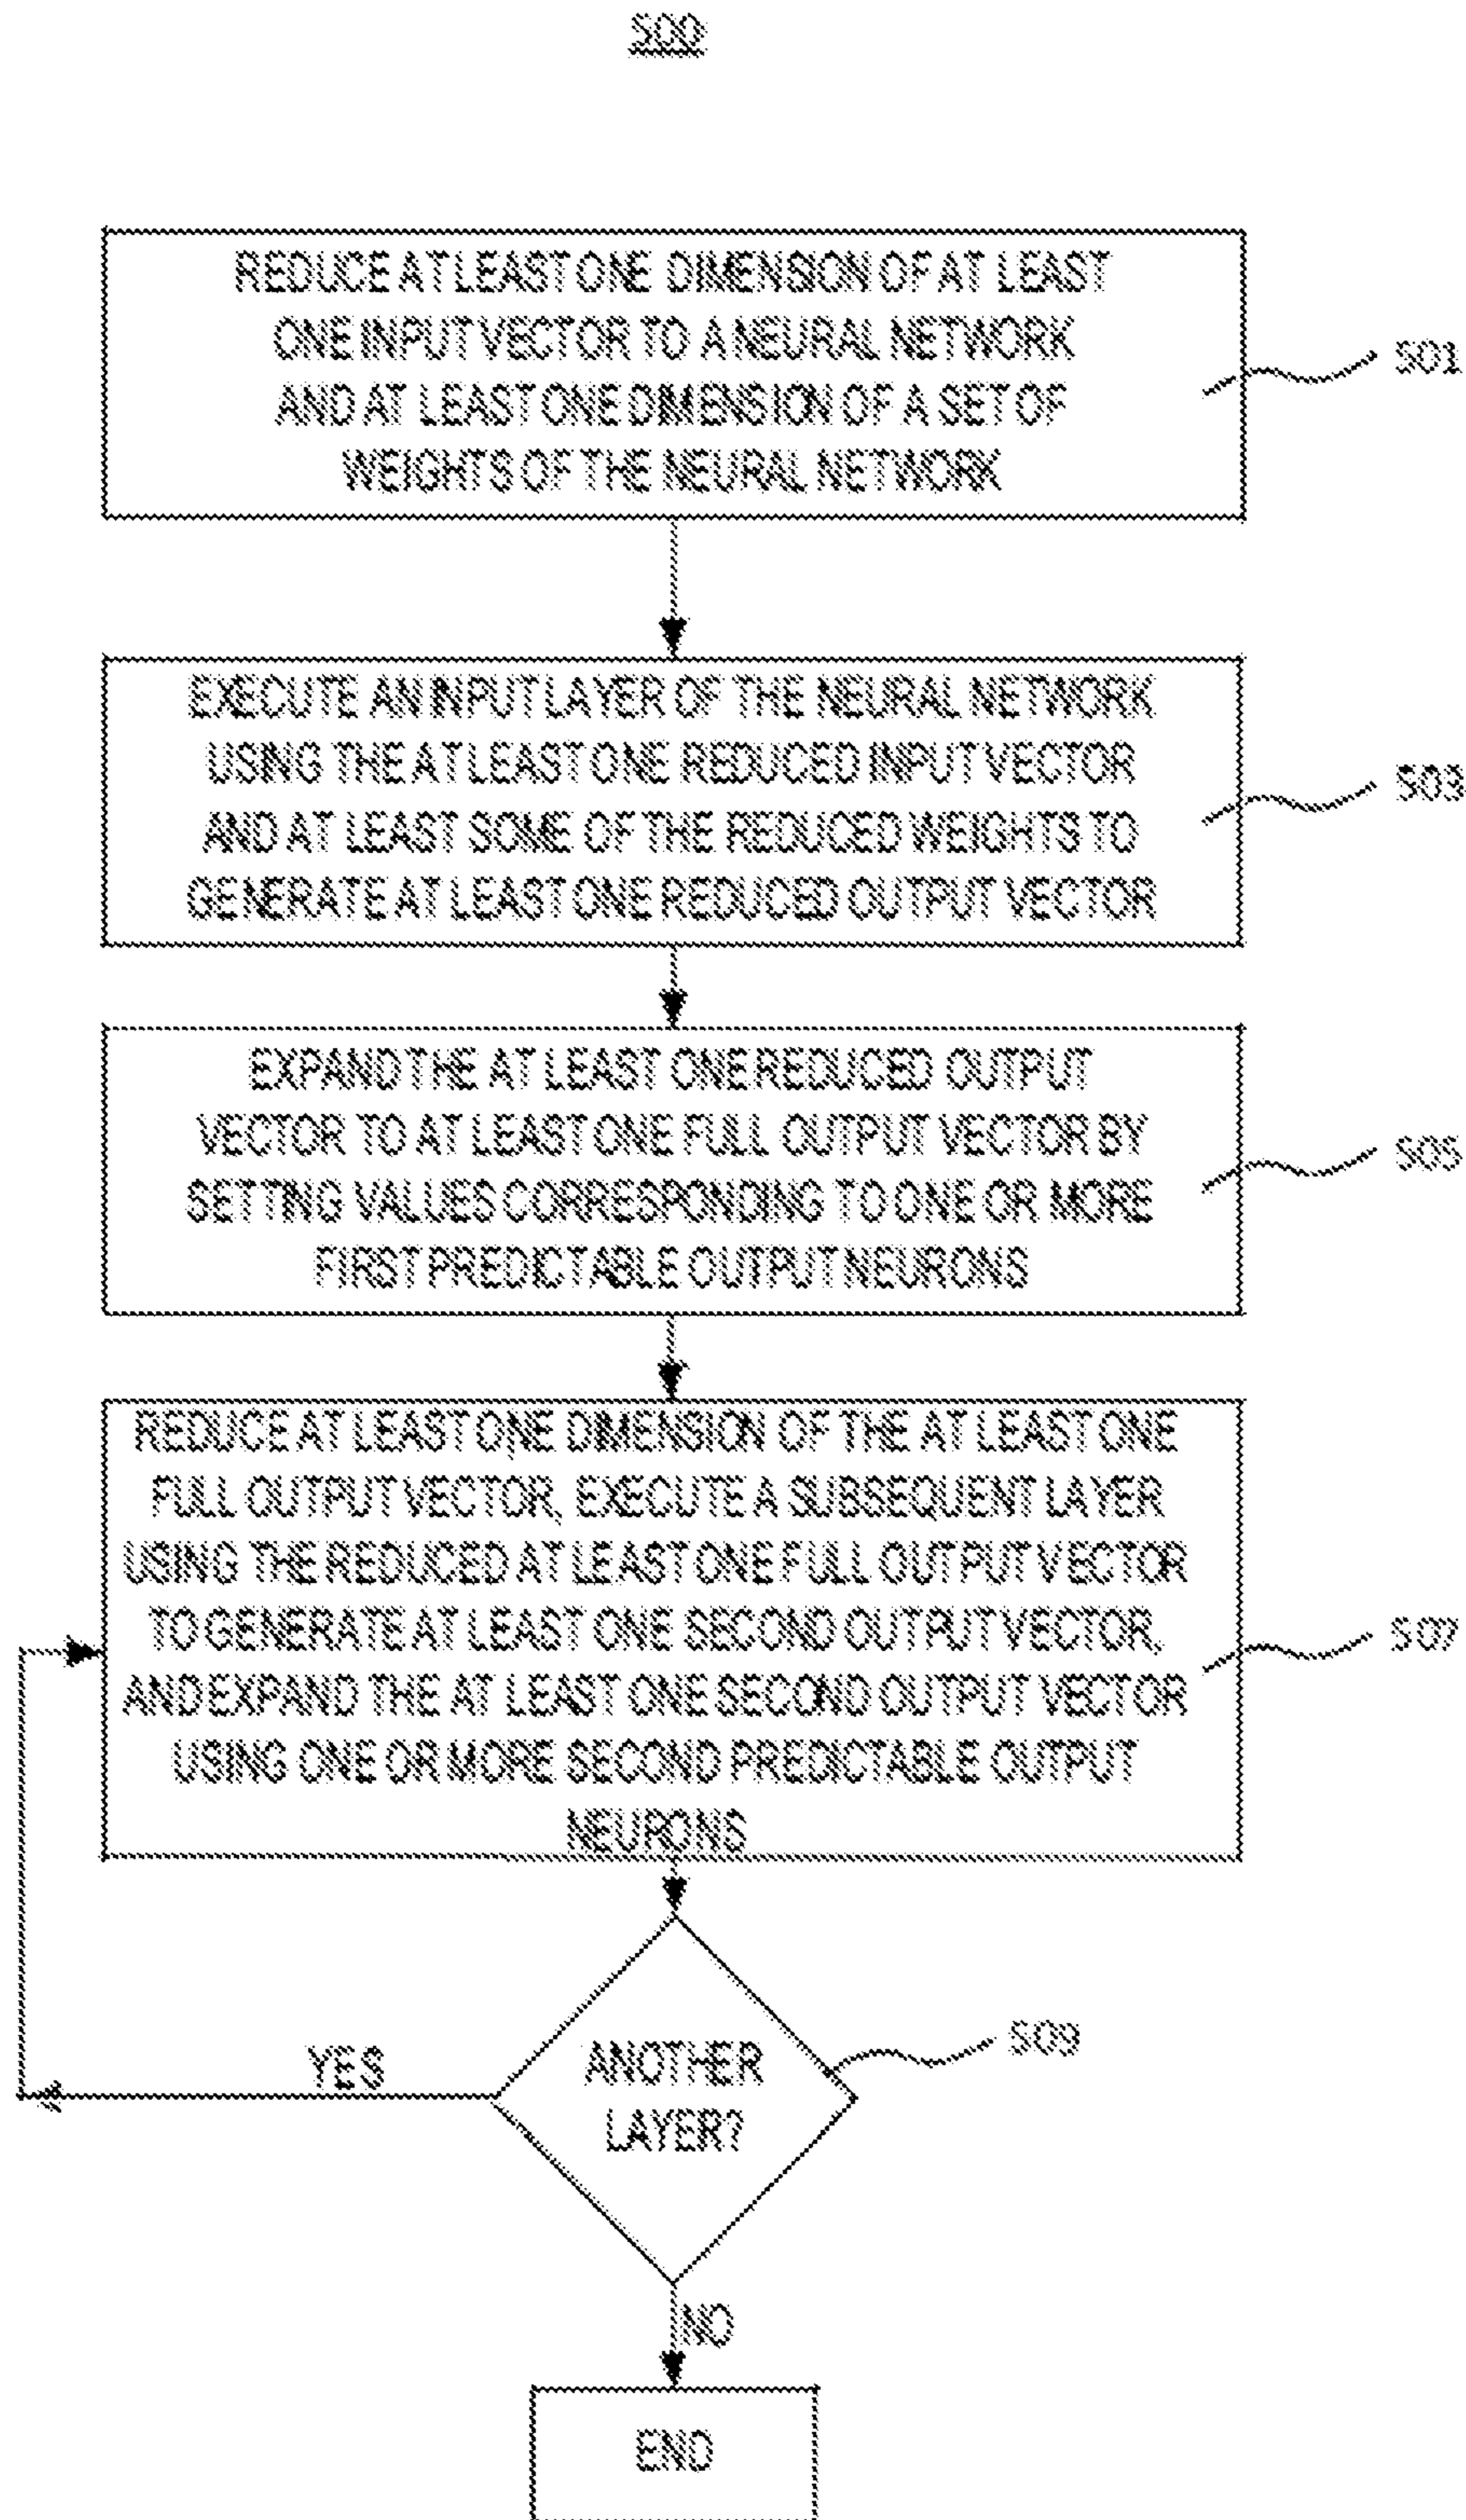 500
REDUCE AT LEAST ONE DIMENSION OF AT LEAST
ONE INPUT VECTOR TO A NEURAL NETWORK
AND AT LEAST ONE DIMENSION OF A SET OF
WEIGHTS OF THE NEURAL NETWORK
501
EXECUTE AN INPUT LAYER OF THE NEURAL NETWORK
USING THE AT LEAST ONE REDUCED INPUT VECTOR
AND AT LEAST SOME OF THE REDUCED WEIGHTS TO
GENERATE AT LEAST ONE REDUCED OUTPUT VECTOR
503
EXPAND THE AT LEAST ONE REDUCED OUTPUT
VECTOR TO AT LEAST ONE FULL OUTPUT VECTOR BY
SETTING VALUES CORRESPONDING TO ONE OR MORE
FIRST PREDICTABLE OUTPUT NEURONS
505
REDUCE AT LEAST ONE DIMENSION OF THE AT LEAST ONE
FULL OUTPUT VECTOR, EXECUTE A SUBSEQUENT LAYER
USING THE REDUCED AT LEAST ONE FULL OUTPUT VECTOR
TO GENERATE AT LEAST ONE SECOND OUTPUT VECTOR,
AND EXPAND THE AT LEAST ONE SECOND OUTPUT VECTOR
USING ONE OR MORE SECOND PREDICTABLE OUTPUT
NEURONS
507
ANOTHER
LAYER?
509
YES
NO
END